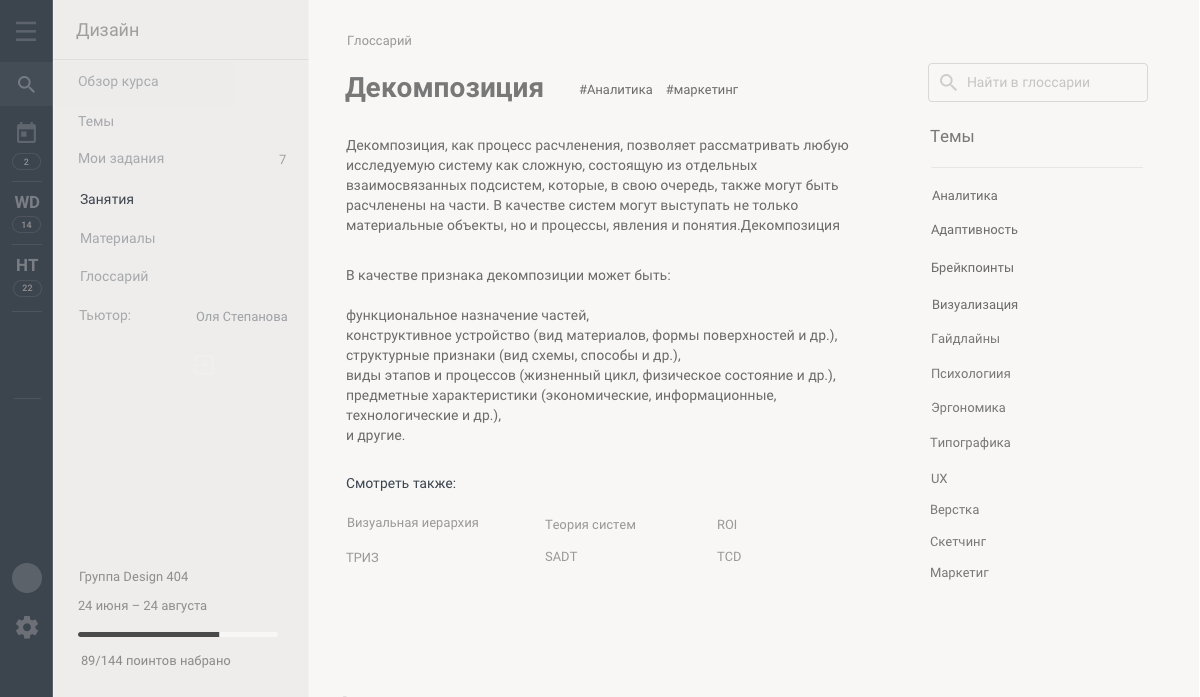 2
WD
14
HT
22
Дизайн
Обзор курса
Темы
Мои задания 7
Занятия
Материалы
Глоссарий
Тьютор: Оля Степанова
Группа Design 404
24 июня – 24 августа
89/144 поинтов набрано
Глоссарий
Декомпозиция #Аналитика #маркетинг
Декомпозиция, как процесс расчленения, позволяет рассматривать любую
исследуемую систему как сложную, состоящую из отдельных
взаимосвязанных подсистем, которые, в свою очередь, также могут быть
расчленены на части. В качестве систем могут выступать не только
материальные объекты, но и процессы, явления и понятия.Декомпозиция
В качестве признака декомпозиции может быть:
функциональное назначение частей,
конструктивное устройство (вид материалов, формы поверхностей и др.),
структурные признаки (вид схемы, способы и др.),
виды этапов и процессов (жизненный цикл, физическое состояние и др.),
предметные характеристики (экономические, информационные,
технологические и др.),
и другие.
Смотреть также:
Визуальная иерархия Теория систем ROI
ТРИЗ SADT TCD
Найти в глоссарии
Темы
Аналитика
Адаптивность
Брейкпоинты
Визуализация
Гайдлайны
Психологиия
Эргономика
Типографика
UX
Верстка
Скетчинг
Маркетиг